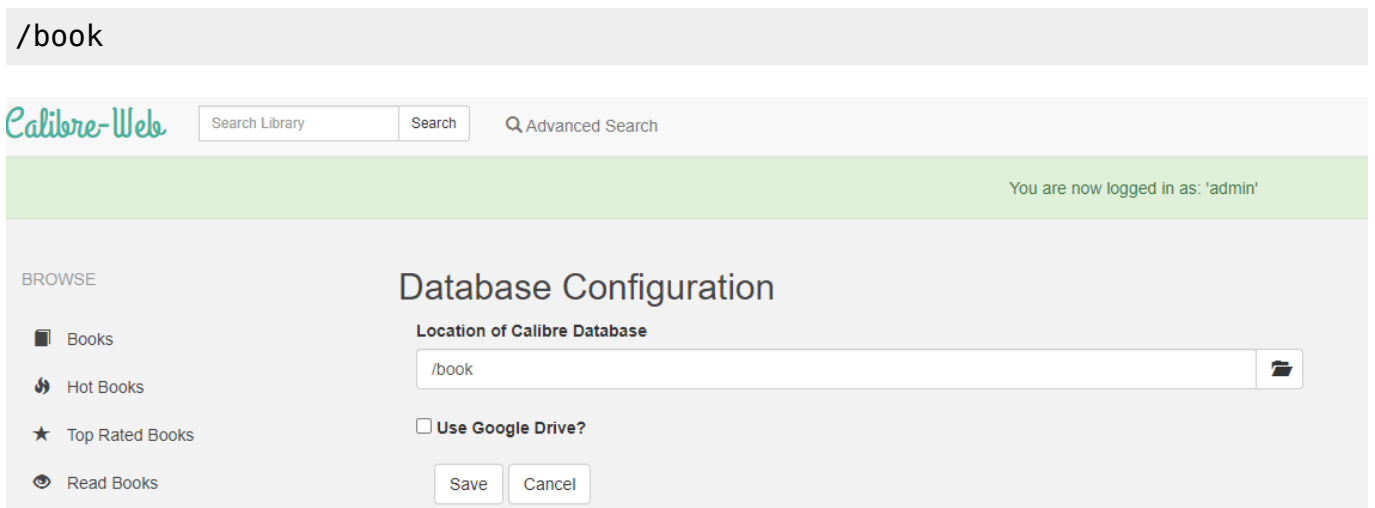 /book
Calibre-Web Search Library Search Advanced Search
You are now logged in as: 'admin'
BROWSE
Books
Hot Books
Top Rated Books
Read Books
Database Configuration
Location of Calibre Database
/book
Use Google Drive?
Save Cancel